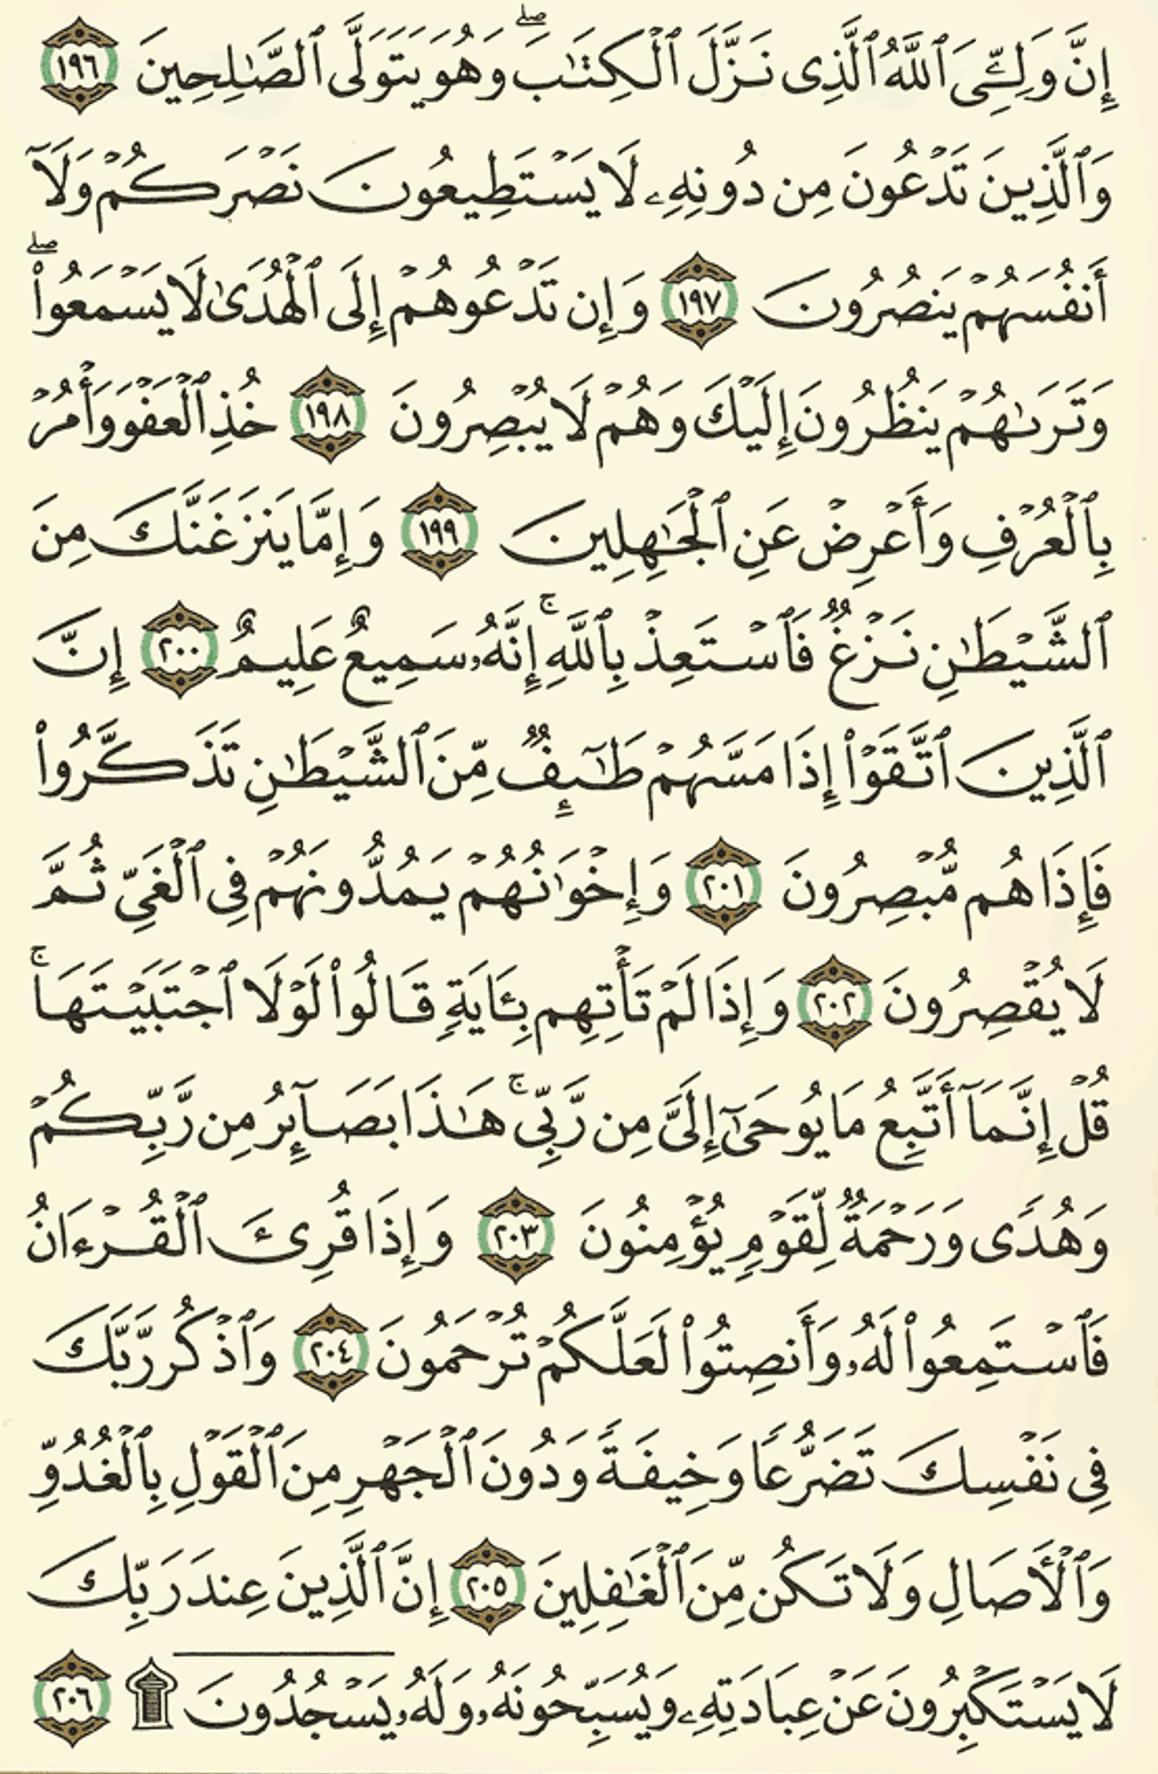 إِنَّ وَلِـِّۧىَ ٱللَّهُ ٱلَّذِى نَزَّلَ ٱلْكِتَٰبَ ۖ وَهُوَ يَتَوَلَّى ٱلصَّٰلِحِينَ ١٩٦
وَٱلَّذِينَ تَدْعُونَ مِن دُونِهِۦ لَا يَسْتَطِيعُونَ نَصْرَكُمْ وَلَآ
أَنفُسَهُمْ يَنصُرُونَ ١٩٧ وَإِن تَدْعُوهُمْ إِلَى ٱلْهُدَىٰ لَا يَسْمَعُوا۟ ۖ
وَتَرَىٰهُمْ يَنظُرُونَ إِلَيْكَ وَهُمْ لَا يُبْصِرُونَ ١٩٨ خُذِ ٱلْعَفْوَ وَأْمُرْ
بِٱلْعُرْفِ وَأَعْرِضْ عَنِ ٱلْجَٰهِلِينَ ١٩٩ وَإِمَّا يَنزَغَنَّكَ مِنَ
ٱلشَّيْطَٰنِ نَزْغٌ فَٱسْتَعِذْ بِٱللَّهِ ۚ إِنَّهُۥ سَمِيعٌ عَلِيمٌ ٢٠٠ إِنَّ
ٱلَّذِينَ ٱتَّقَوْا۟ إِذَا مَسَّهُمْ طَٰٓئِفٌ مِّنَ ٱلشَّيْطَٰنِ تَذَكَّرُوا۟
فَإِذَا هُم مُّبْصِرُونَ ٢٠١ وَإِخْوَٰنُهُمْ يَمُدُّونَهُمْ فِى ٱلْغَىِّ ثُمَّ
لَا يُقْصِرُونَ ٢٠٢ وَإِذَا لَمْ تَأْتِهِم بِـَٔايَةٍ قَالُوا۟ لَوْلَا ٱجْتَبَيْتَهَا ۚ
قُلْ إِنَّمَآ أَتَّبِعُ مَا يُوحَىٰٓ إِلَىَّ مِن رَّبِّى ۚ هَٰذَا بَصَآئِرُ مِن رَّبِّكُمْ
وَهُدًى وَرَحْمَةٌ لِّقَوْمٍ يُؤْمِنُونَ ٢٠٣ وَإِذَا قُرِئَ ٱلْقُرْءَانُ
فَٱسْتَمِعُوا۟ لَهُۥ وَأَنصِتُوا۟ لَعَلَّكُمْ تُرْحَمُونَ ٢٠٤ وَٱذْكُر رَّبَّكَ
فِى نَفْسِكَ تَضَرُّعًا وَخِيفَةً وَدُونَ ٱلْجَهْرِ مِنَ ٱلْقَوْلِ بِٱلْغُدُوِّ
وَٱلْـَٔاصَالِ وَلَا تَكُن مِّنَ ٱلْغَٰفِلِينَ ٢٠٥ إِنَّ ٱلَّذِينَ عِندَ رَبِّكَ
لَا يَسْتَكْبِرُونَ عَنْ عِبَادَتِهِۦ وَيُسَبِّحُونَهُۥ وَلَهُۥ يَسْجُدُونَ ۩ ٢٠٦